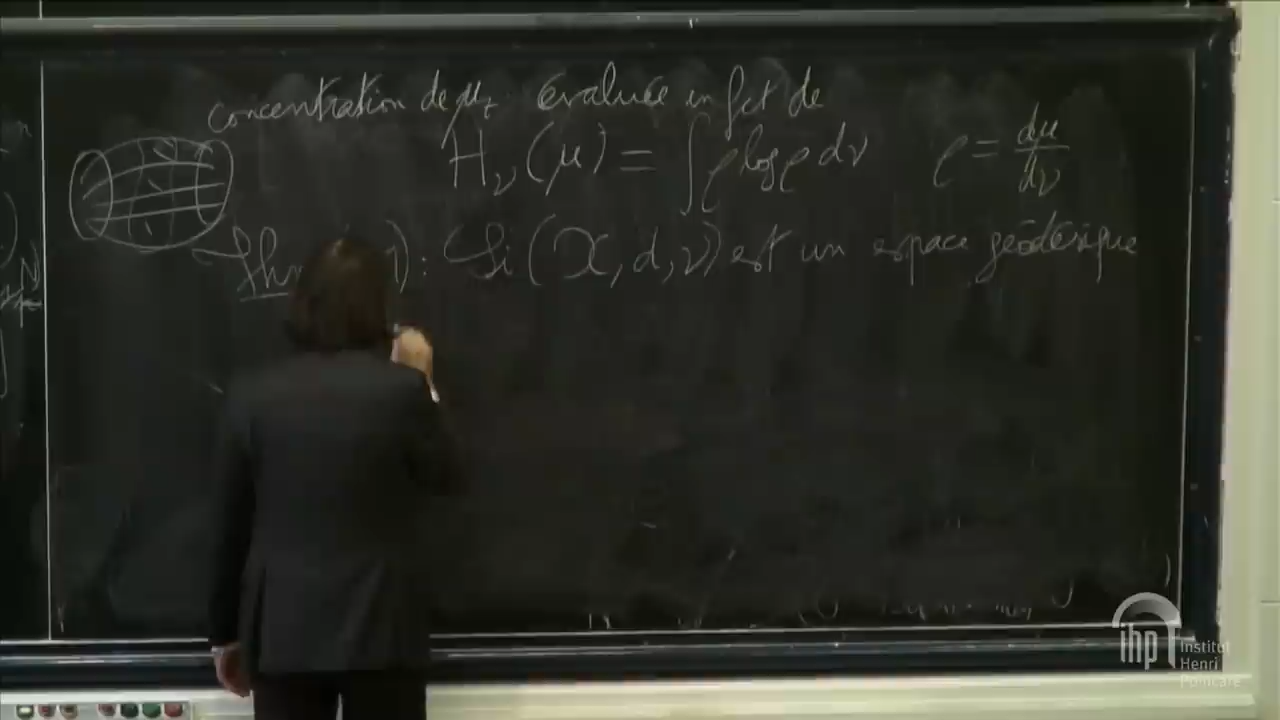 concentration de μ_t évaluée en fct de
H_ν(μ) = ∫ρ log ρ dν ρ = dμ/dν
Thm ) : Si (X, d, ν) est un espace géodésique
N
ihp Institut
Henri
Poincaré